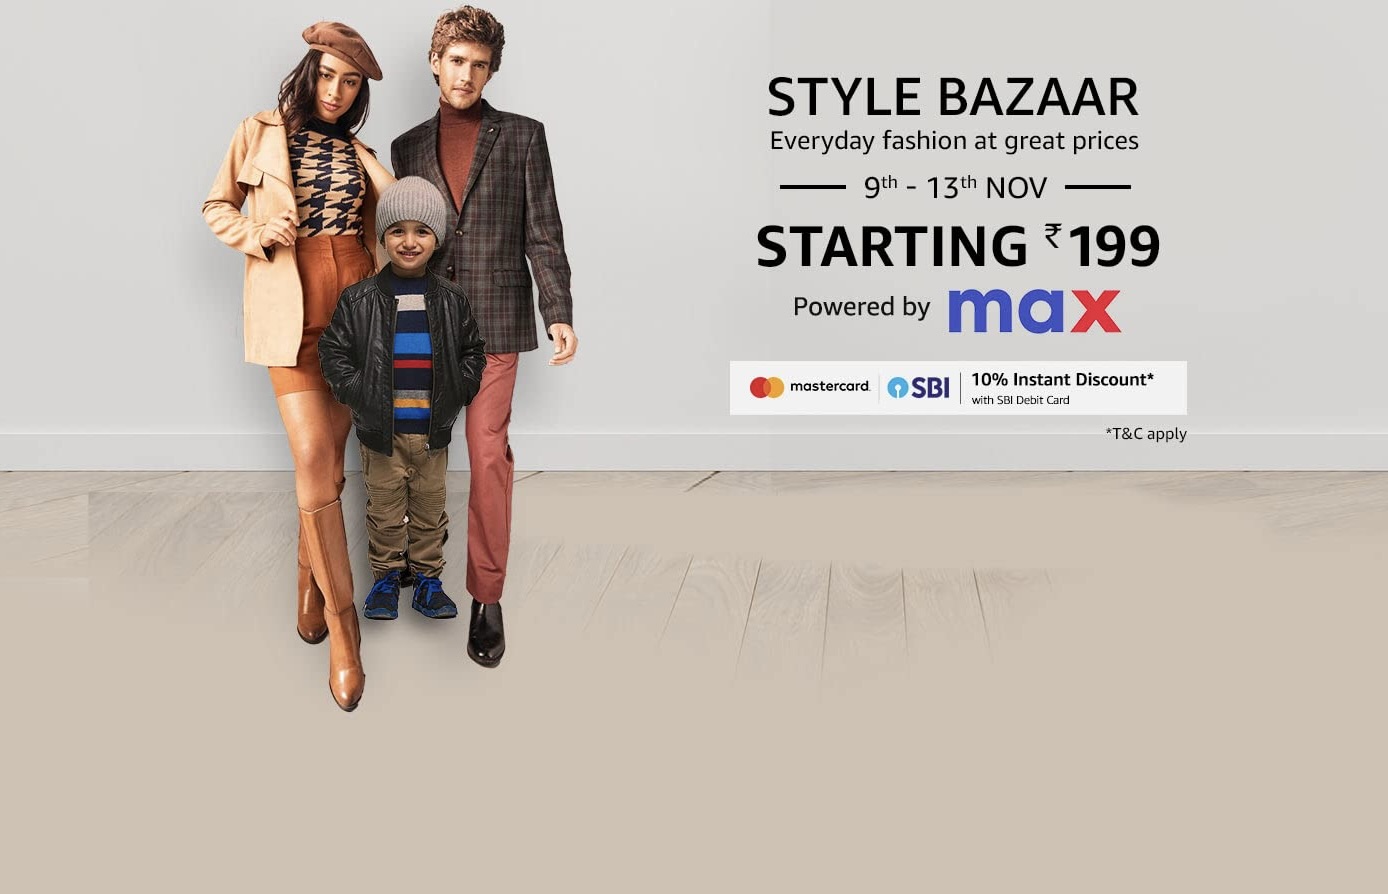 STYLE BAZAAR
Everyday fashion at great prices
9th - 13th NOV
STARTING ₹199
Powered by max
mastercard. SBI 10% Instant Discount*
with SBI Debit Card
*T&C apply